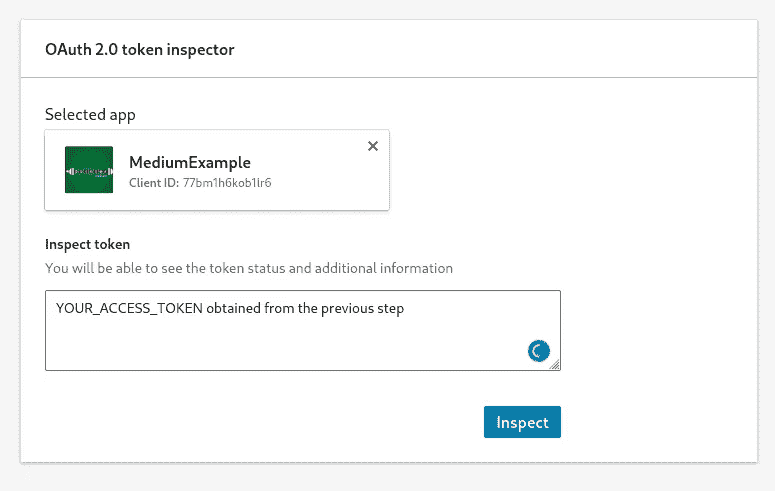 OAuth 2.0 token inspector
Selected app
MediumExample
Client ID: 77bm1h6kob1lr6
Inspect token
You will be able to see the token status and additional information
YOUR_ACCESS_TOKEN obtained from the previous step
Inspect